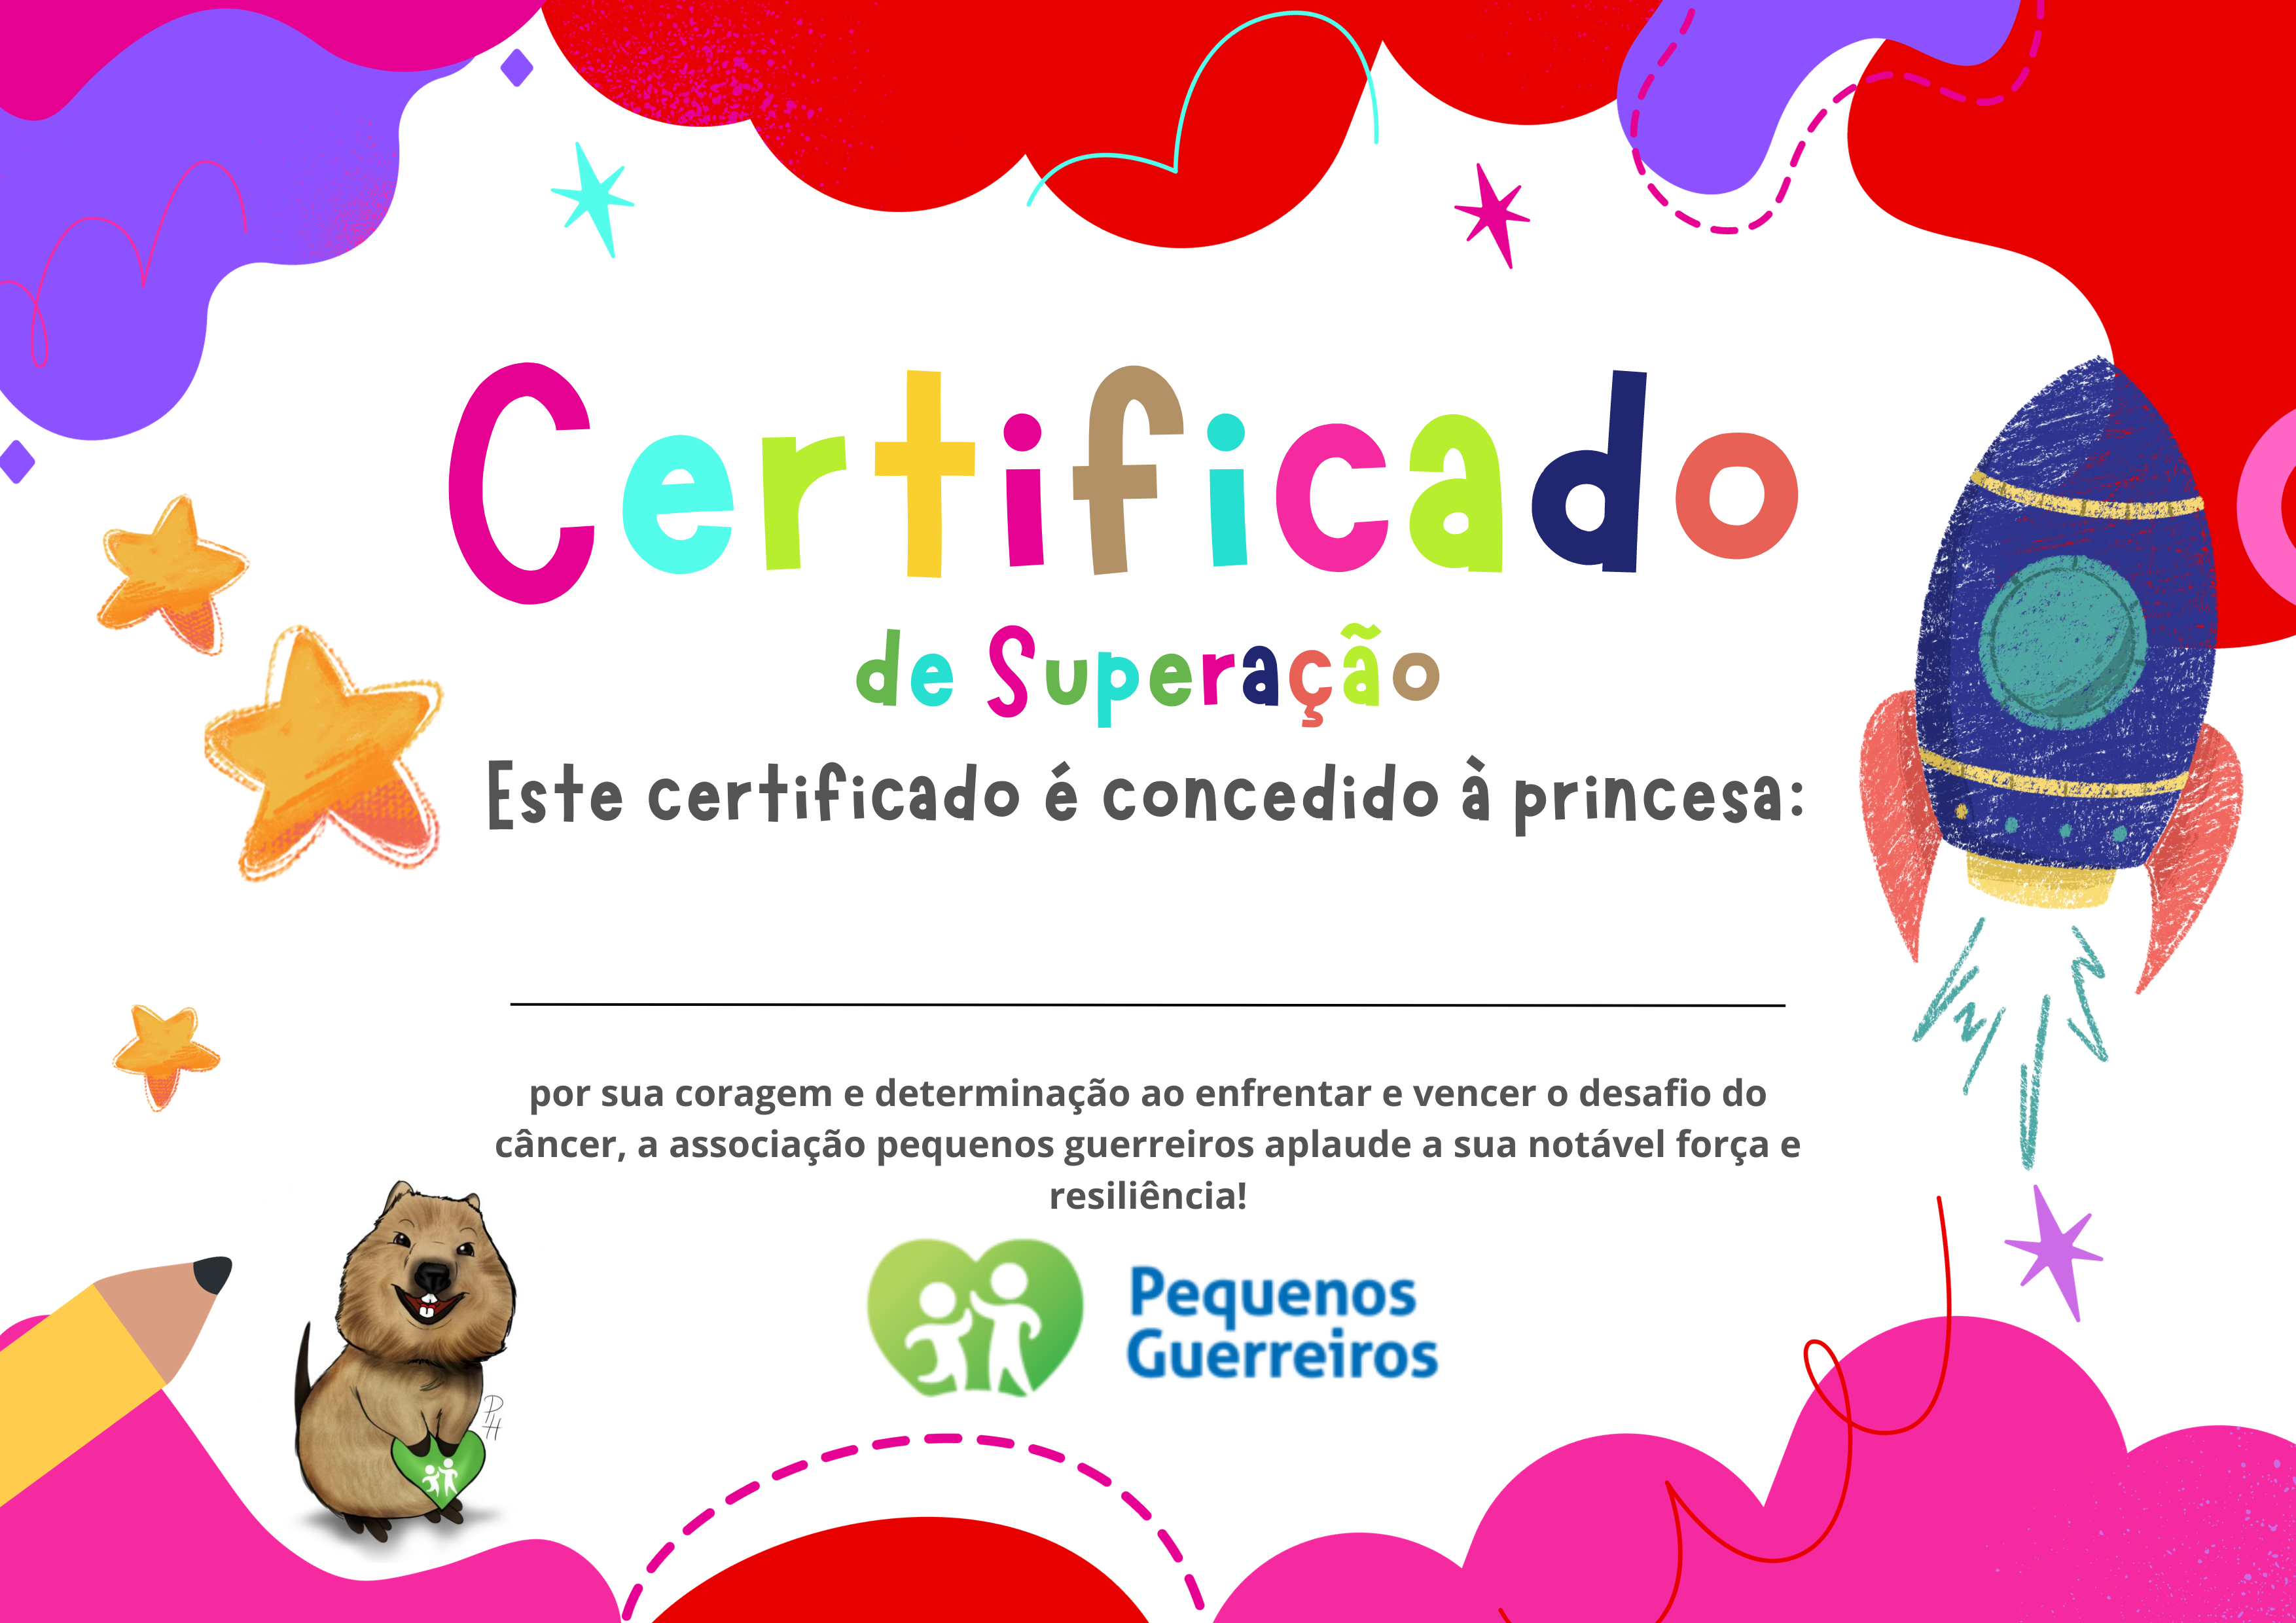 Certificado
de Superação
Este certificado é concedido à princesa:
por sua coragem e determinação ao enfrentar e vencer o desafio do
câncer, a associação pequenos guerreiros aplaude a sua notável força e
resiliência!
Pequenos
Guerreiros
PH